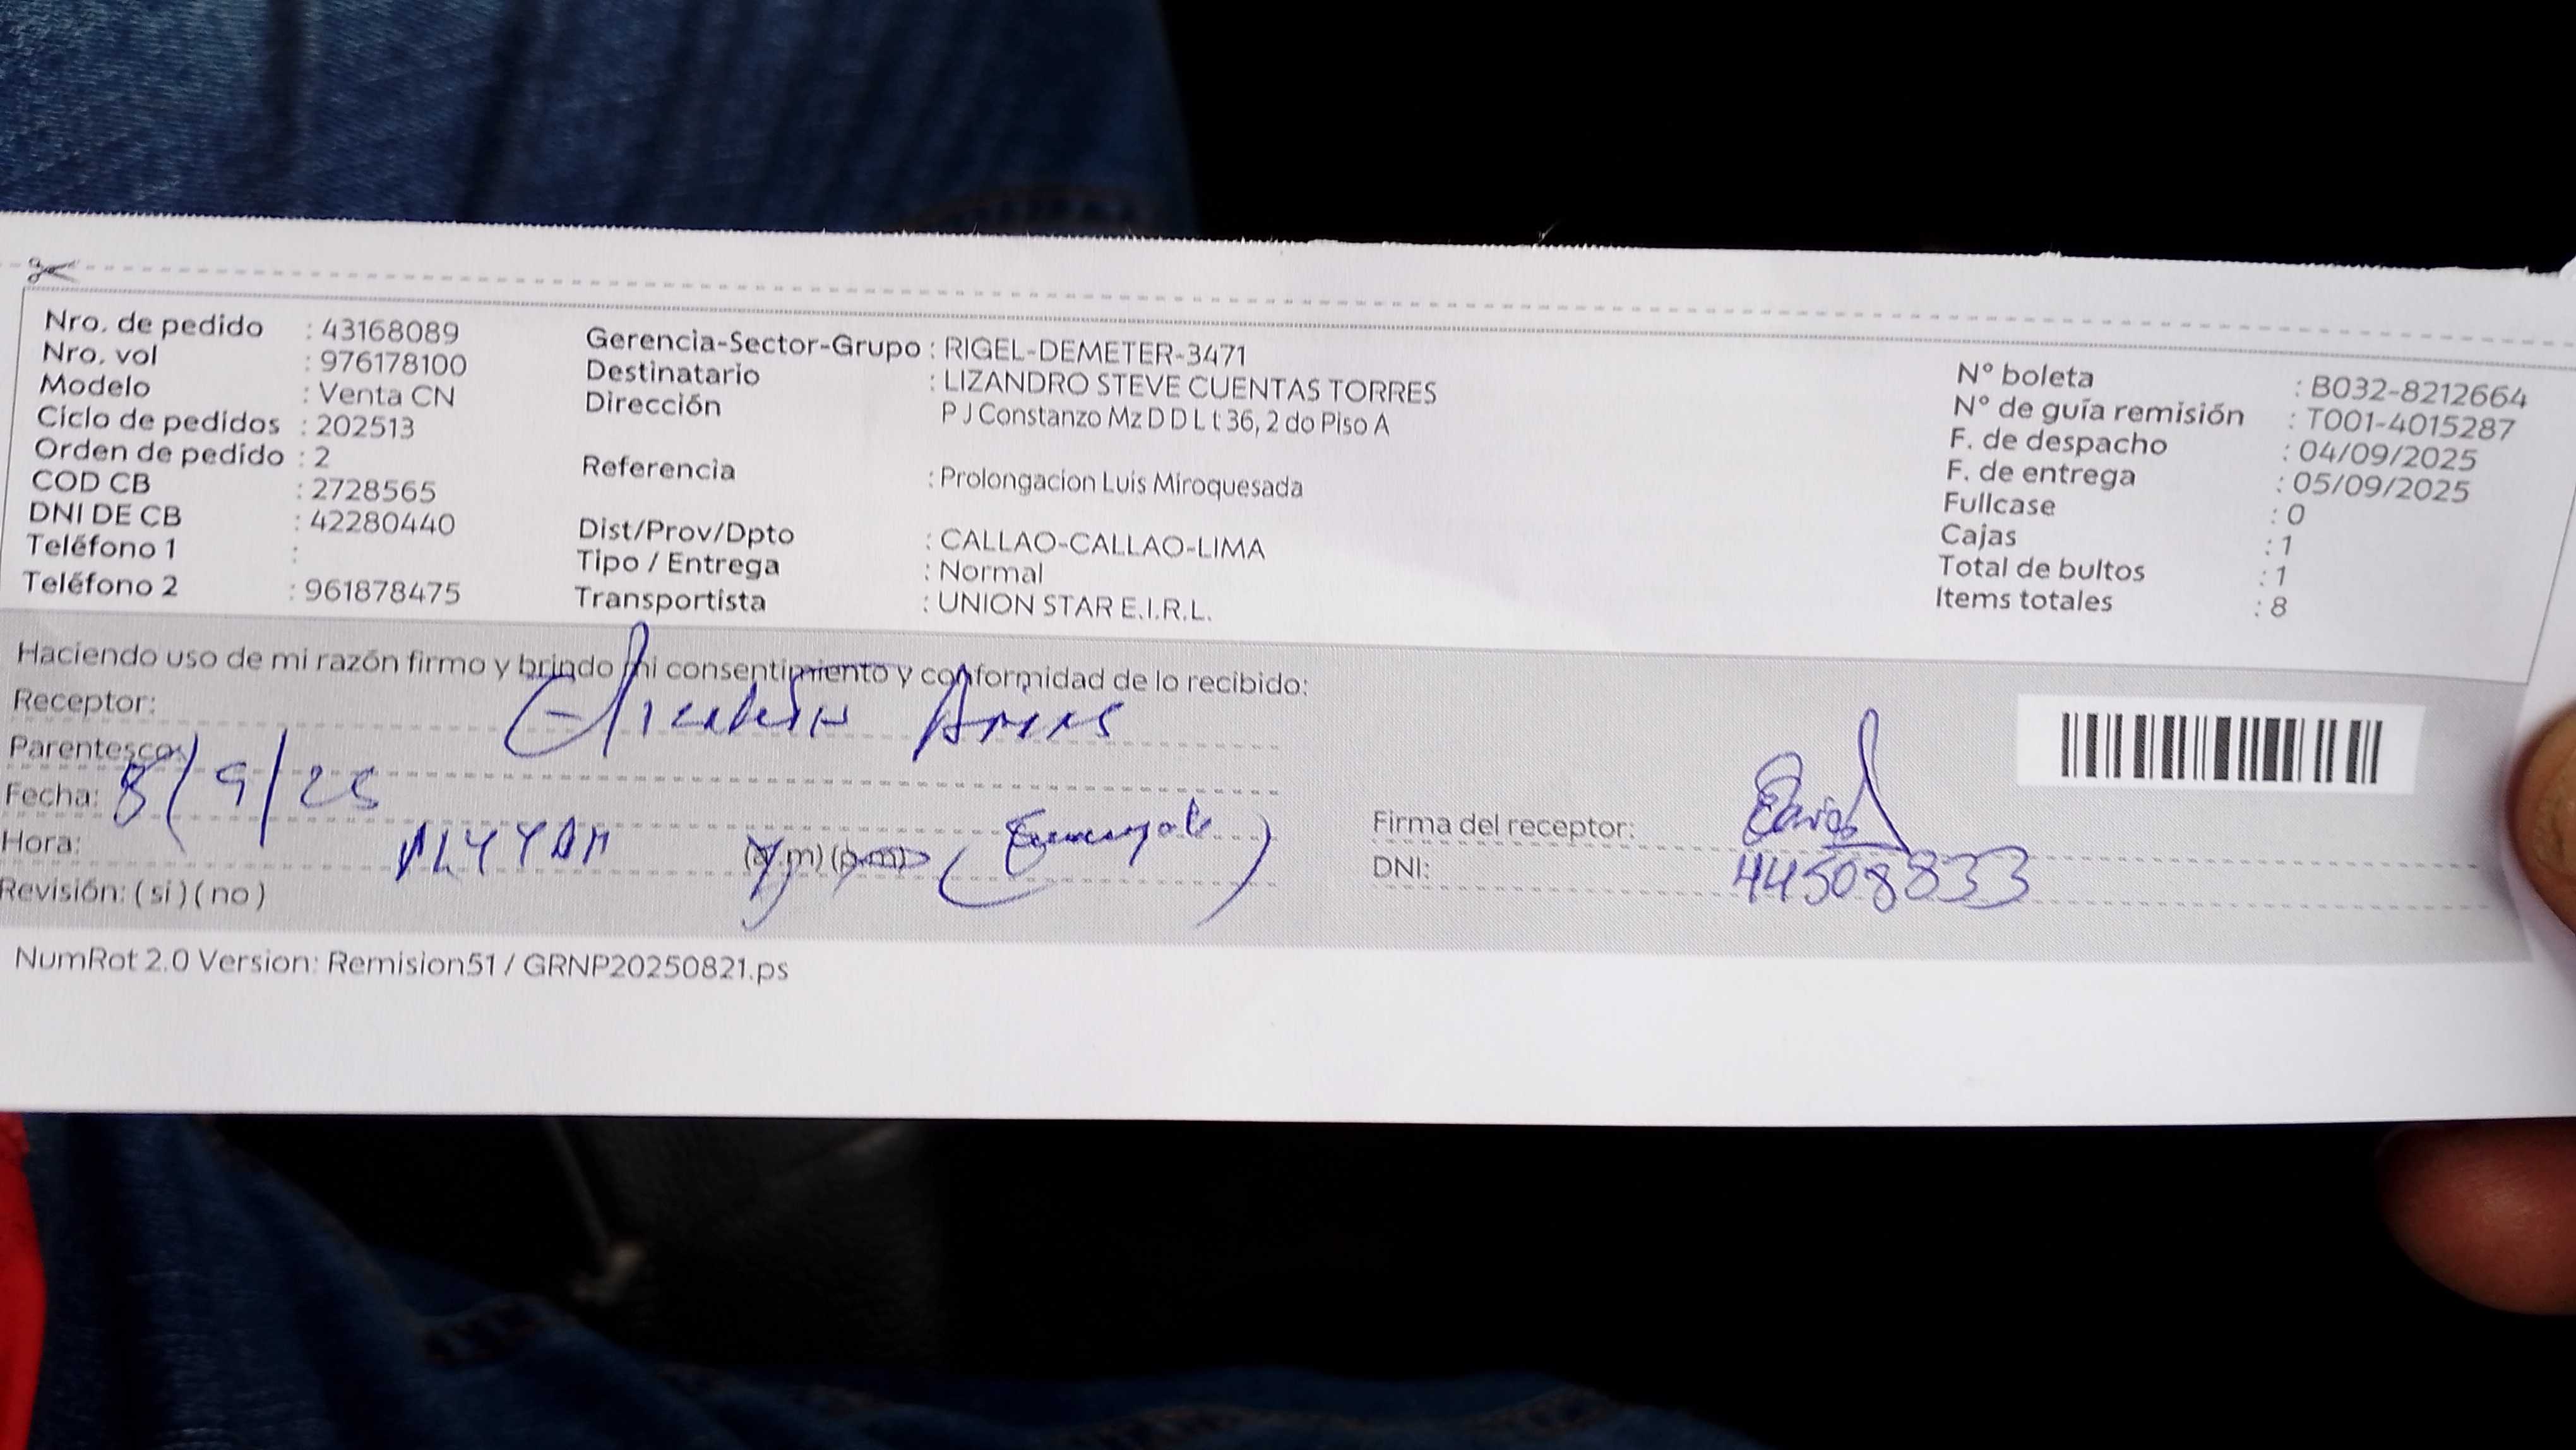 Nro. de pedido : 43168089
Nro. vol : 976178100
Modelo : Venta CN
Ciclo de pedidos : 202513
Orden de pedido : 2
COD CB : 2728565
DNI DE CB : 42280440
Teléfono 1 :
Teléfono 2 : 961878475
Gerencia-Sector-Grupo : RIGEL-DEMETER-3471
Destinatario : LIZANDRO STEVE CUENTAS TORRES
Dirección P J Constanzo Mz D D L t 36, 2 do Piso A
Referencia : Prolongacion Luis Miroquesada
Dist/Prov/Dpto : CALLAO-CALLAO-LIMA
Tipo / Entrega : Normal
Transportista : UNION STAR E.I.R.L.
N° boleta : B032-8212664
N° de guía remisión : T001-4015287
F. de despacho : 04/09/2025
F. de entrega : 05/09/2025
Fullcase : 0
Cajas : 1
Total de bultos : 1
Items totales : 8
Haciendo uso de mi razón firmo y brindo mi consentimiento y conformidad de lo recibido:
Receptor:
Parentesco:
Fecha: 8/9/25
Hora: (a.m) (p.m)
Revisión: ( si ) ( no )
Firma del receptor:
DNI: 44508833
NumRot 2.0 Version: Remision51 / GRNP20250821.ps